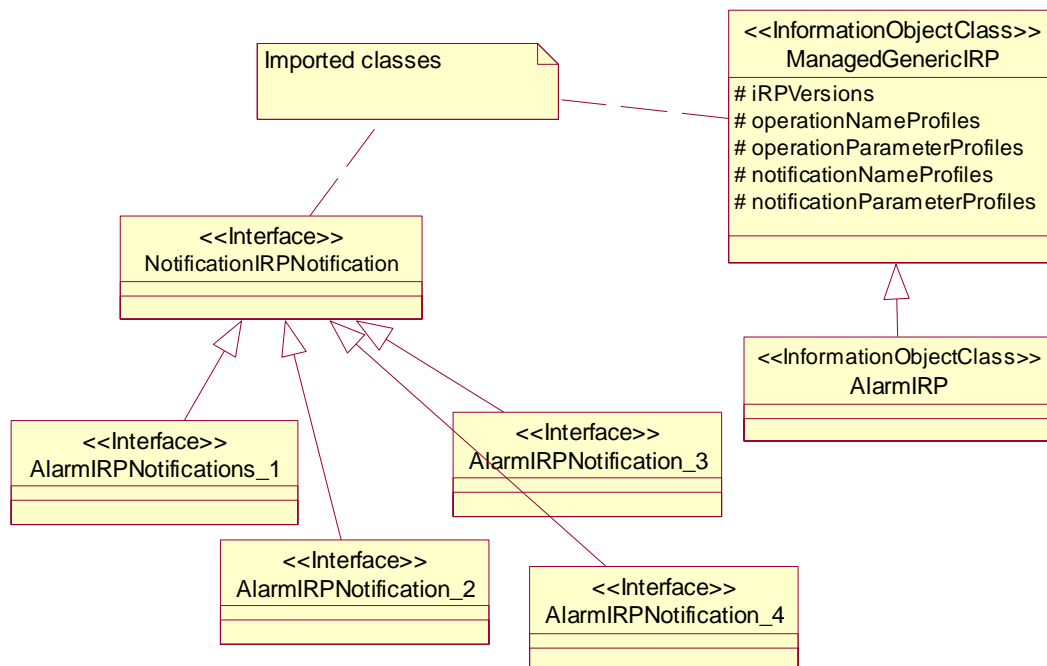 Imported classes
<<InformationObjectClass>>
ManagedGenericIRP
# iRPVersions
# operationNameProfiles
# operationParameterProfiles
# notificationNameProfiles
# notificationParameterProfiles
<<Interface>>
NotificationIRPNotification
<<InformationObjectClass>>
AlarmIRP
<<Interface>>
AlarmIRPNotifications_1
<<Interface>>
AlarmIRPNotification_3
<<Interface>>
AlarmIRPNotification_2
<<Interface>>
AlarmIRPNotification_4